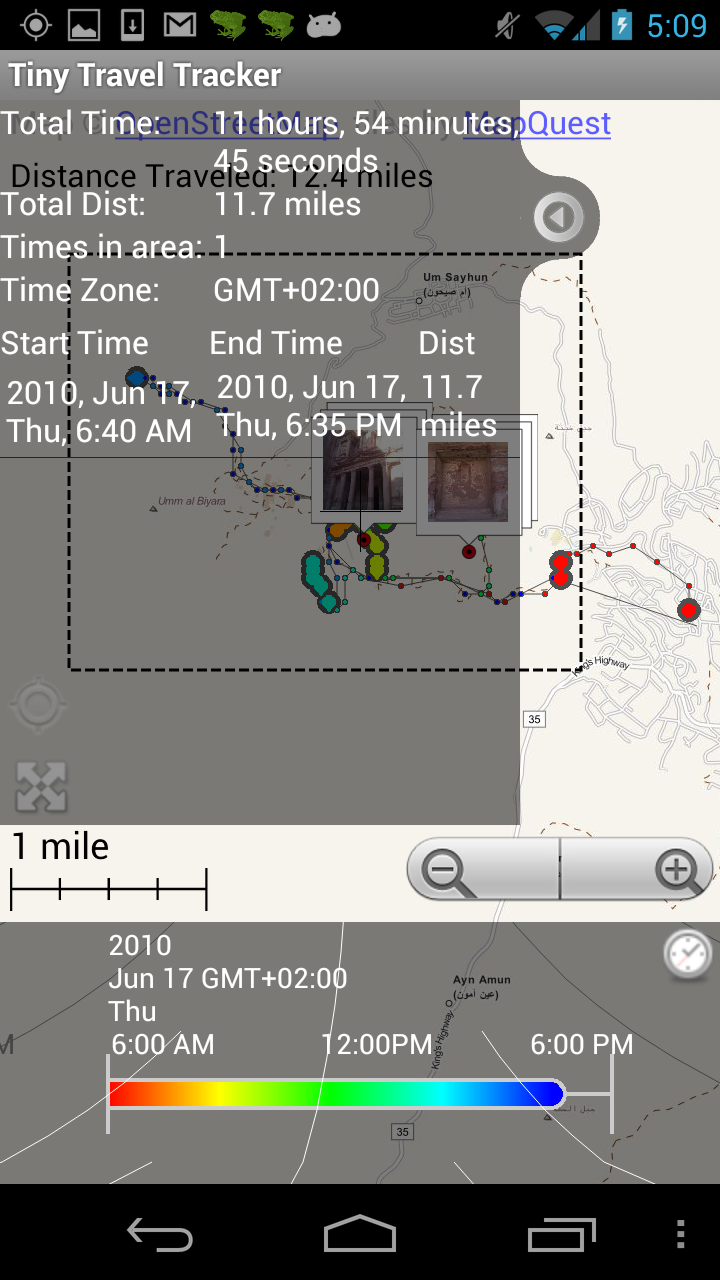 5:09
Tiny Travel Tracker
OpenStreetMap MapQuest
Total Time: 11 hours, 54 minutes, 45 seconds
Distance Traveled: 12.4 miles
Total Dist: 11.7 miles
Times in area: 1
Um Sayhun
(أم صيحون)
Time Zone: GMT+02:00
Start Time End Time Dist
2010, Jun 17, Thu, 6:40 AM 2010, Jun 17, Thu, 6:35 PM 11.7 miles
Umm al Biyara
King's Highway
35
1 mile
2010
Jun 17 GMT+02:00
Thu
Ayn Amun
(عين أمون)
King's Highway
6:00 AM 12:00PM 6:00 PM
35